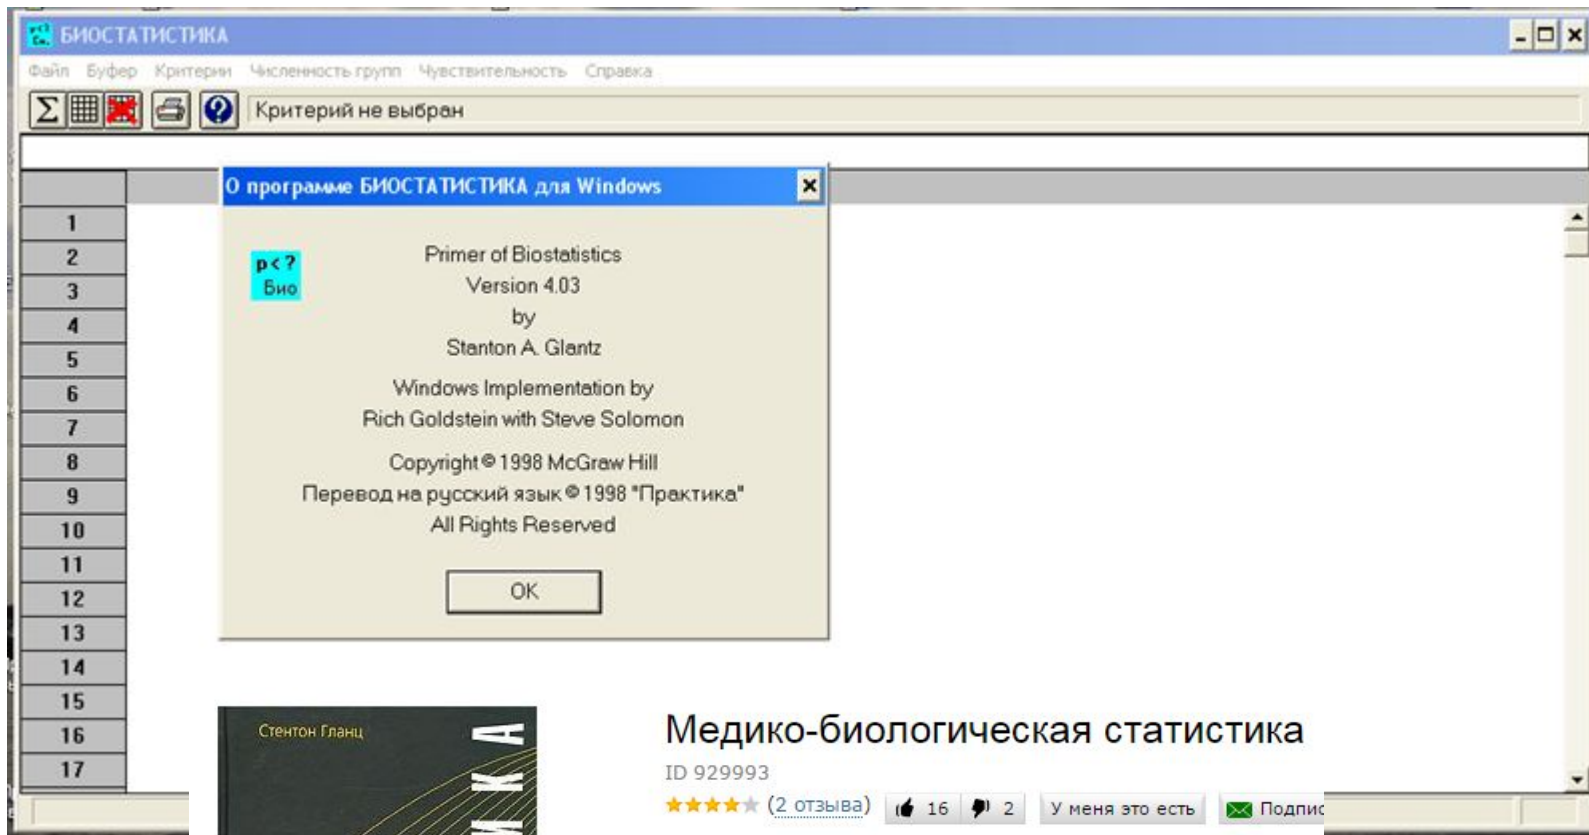 БИОСТАТИСТИКА
Файл Буфер Критерии Численность групп Чувствительность Справка
Критерий не выбран
О программе БИОСТАТИСТИКА для Windows
1
2
3
4
5
6
7
8
9
10
11
12
13
14
15
16
17
p < ?
Био
Primer of Biostatistics
Version 4.03
by
Stanton A. Glantz
Windows Implementation by
Rich Goldstein with Steve Solomon
Copyright © 1998 McGraw Hill
Перевод на русский язык © 1998 "Практика"
All Rights Reserved
OK
Стентон Гланц
И К А
Медико-биологическая статистика
ID 929993
(2 отзыва) 16 2 У меня это есть Подпис